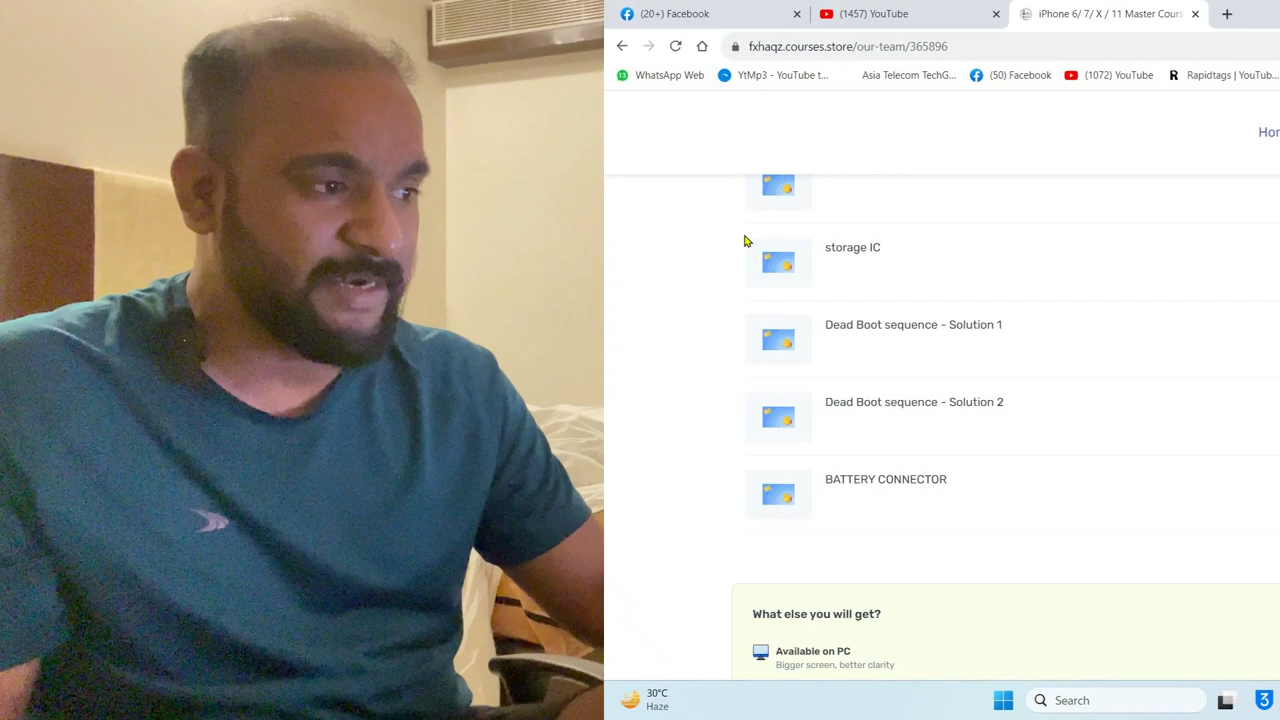 (20+) Facebook
(1457) YouTube
iPhone 6/ 7/ X / 11 Master Cours
fxhaqz.courses.store/our-team/365896
WhatsApp Web
YtMp3 - YouTube t...
Asia Telecom TechG...
(50) Facebook
(1072) YouTube
R
Rapidtags | YouTub...
Hor
storage IC
Dead Boot sequence - Solution 1
Dead Boot sequence - Solution 2
BATTERY CONNECTOR
What else you will get?
Available on PC
Bigger screen, better clarity
30°C
Haze
Search
3